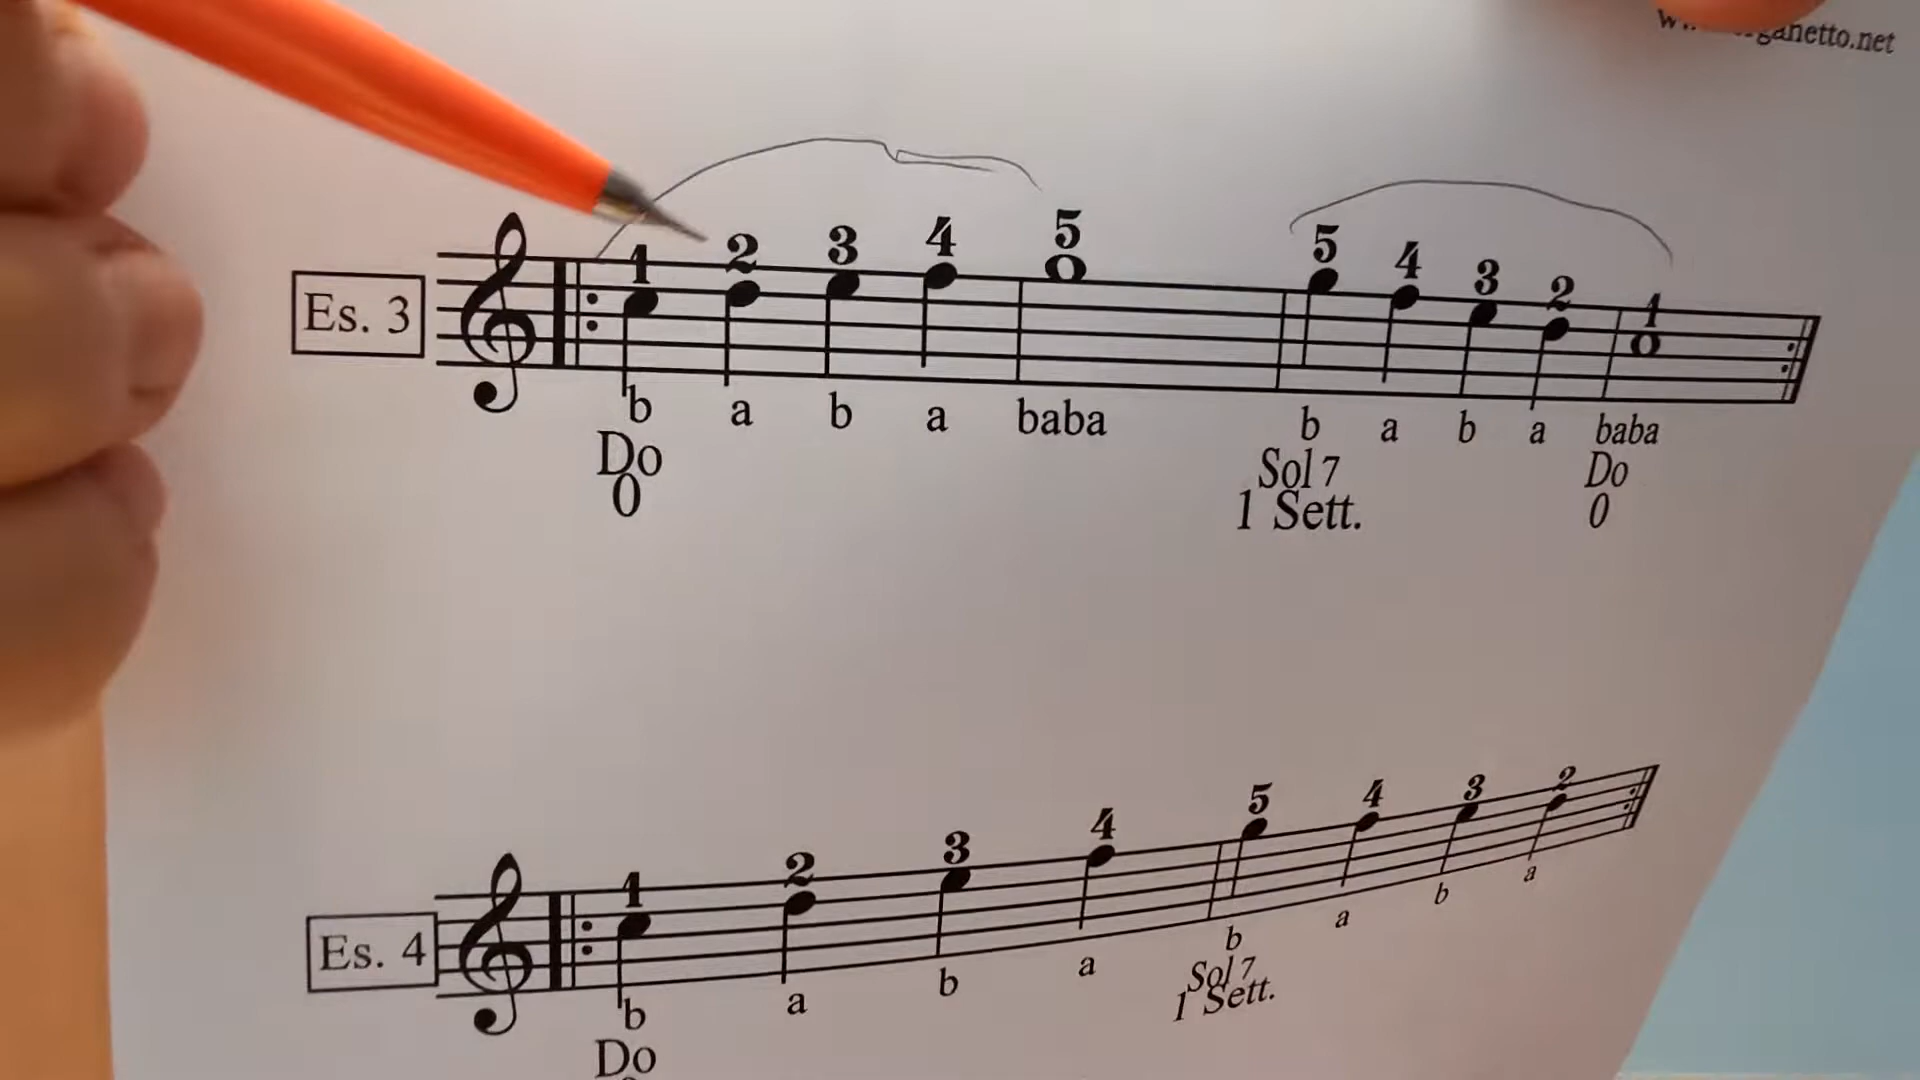 ganetto.net
1 2 3 4 5 5 4 3 2 1
Es. 3
b a b a baba b a b a baba
Do Sol 7 Do
0 1 Sett. 0
1 2 3 4 5 4 3 2
Es. 4
b a b a b a b a
Do Sol 7
1 Sett.